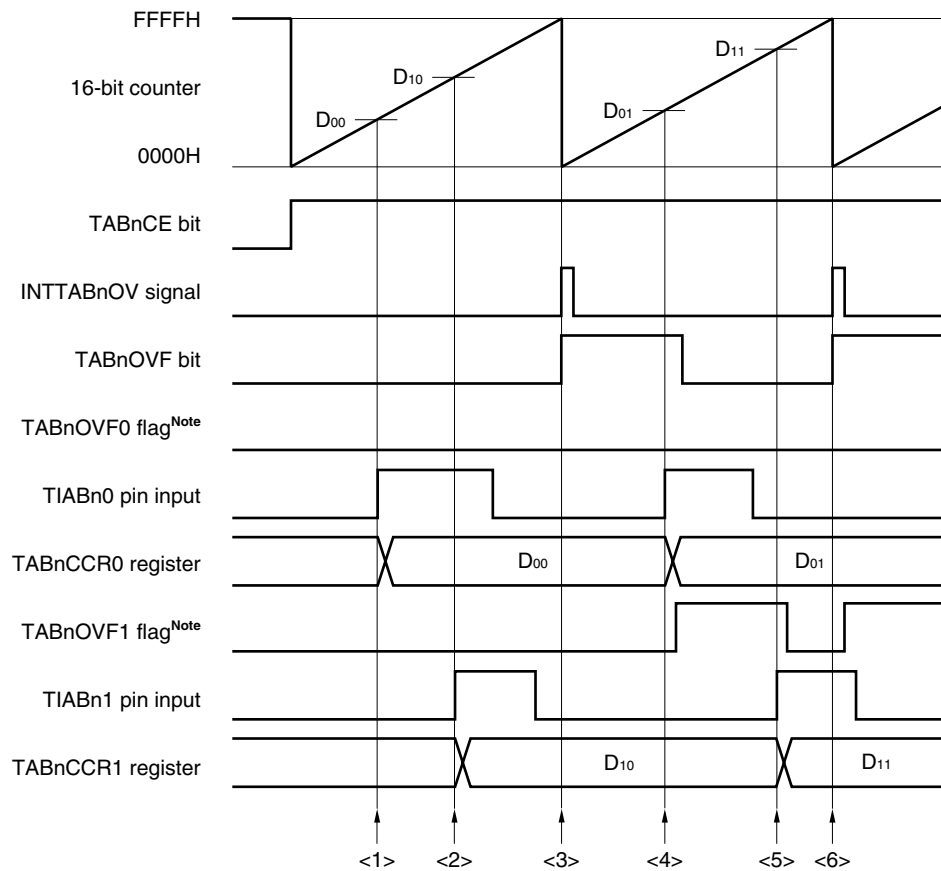 FFFFH
D11
D10
16-bit counter
D01
D00
0000H
TABnCE bit
INTTABnOV signal
TABnOVF bit
TABnOVF0 flagNote
TIABn0 pin input
TABnCCR0 register D00 D01
TABnOVF1 flagNote
TIABn1 pin input
TABnCCR1 register D10 D11
<1> <2> <3> <4> <5> <6>